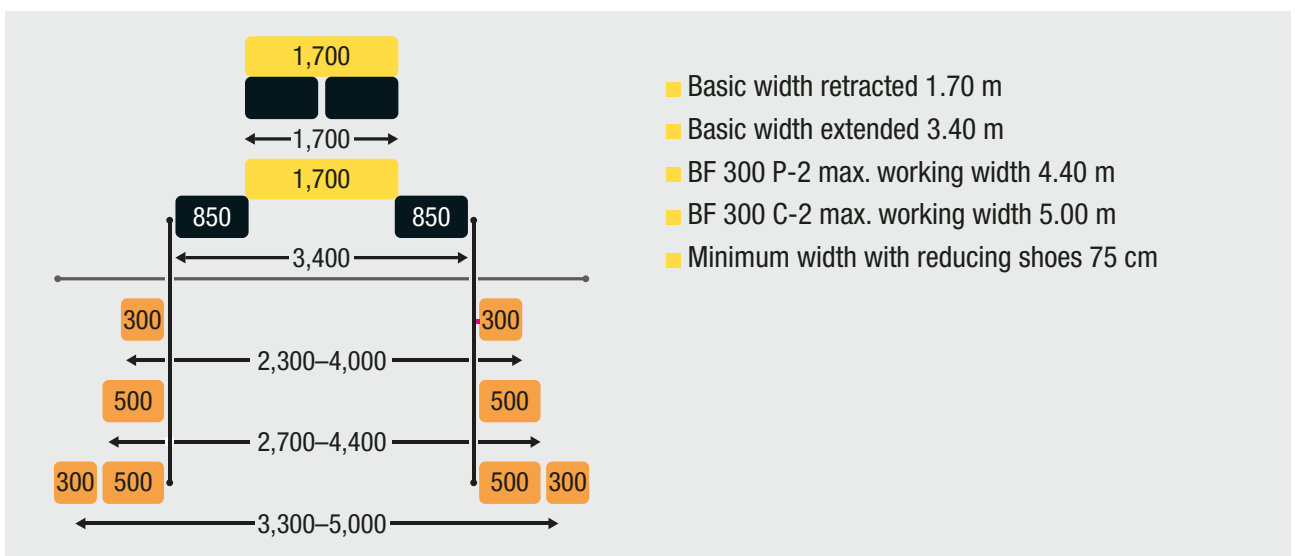 1,700
1,700
1,700
850 850
3,400
300 300
2,300–4,000
500 500
2,700–4,400
300 500 500 300
3,300–5,000
Basic width retracted 1.70 m
Basic width extended 3.40 m
BF 300 P-2 max. working width 4.40 m
BF 300 C-2 max. working width 5.00 m
Minimum width with reducing shoes 75 cm